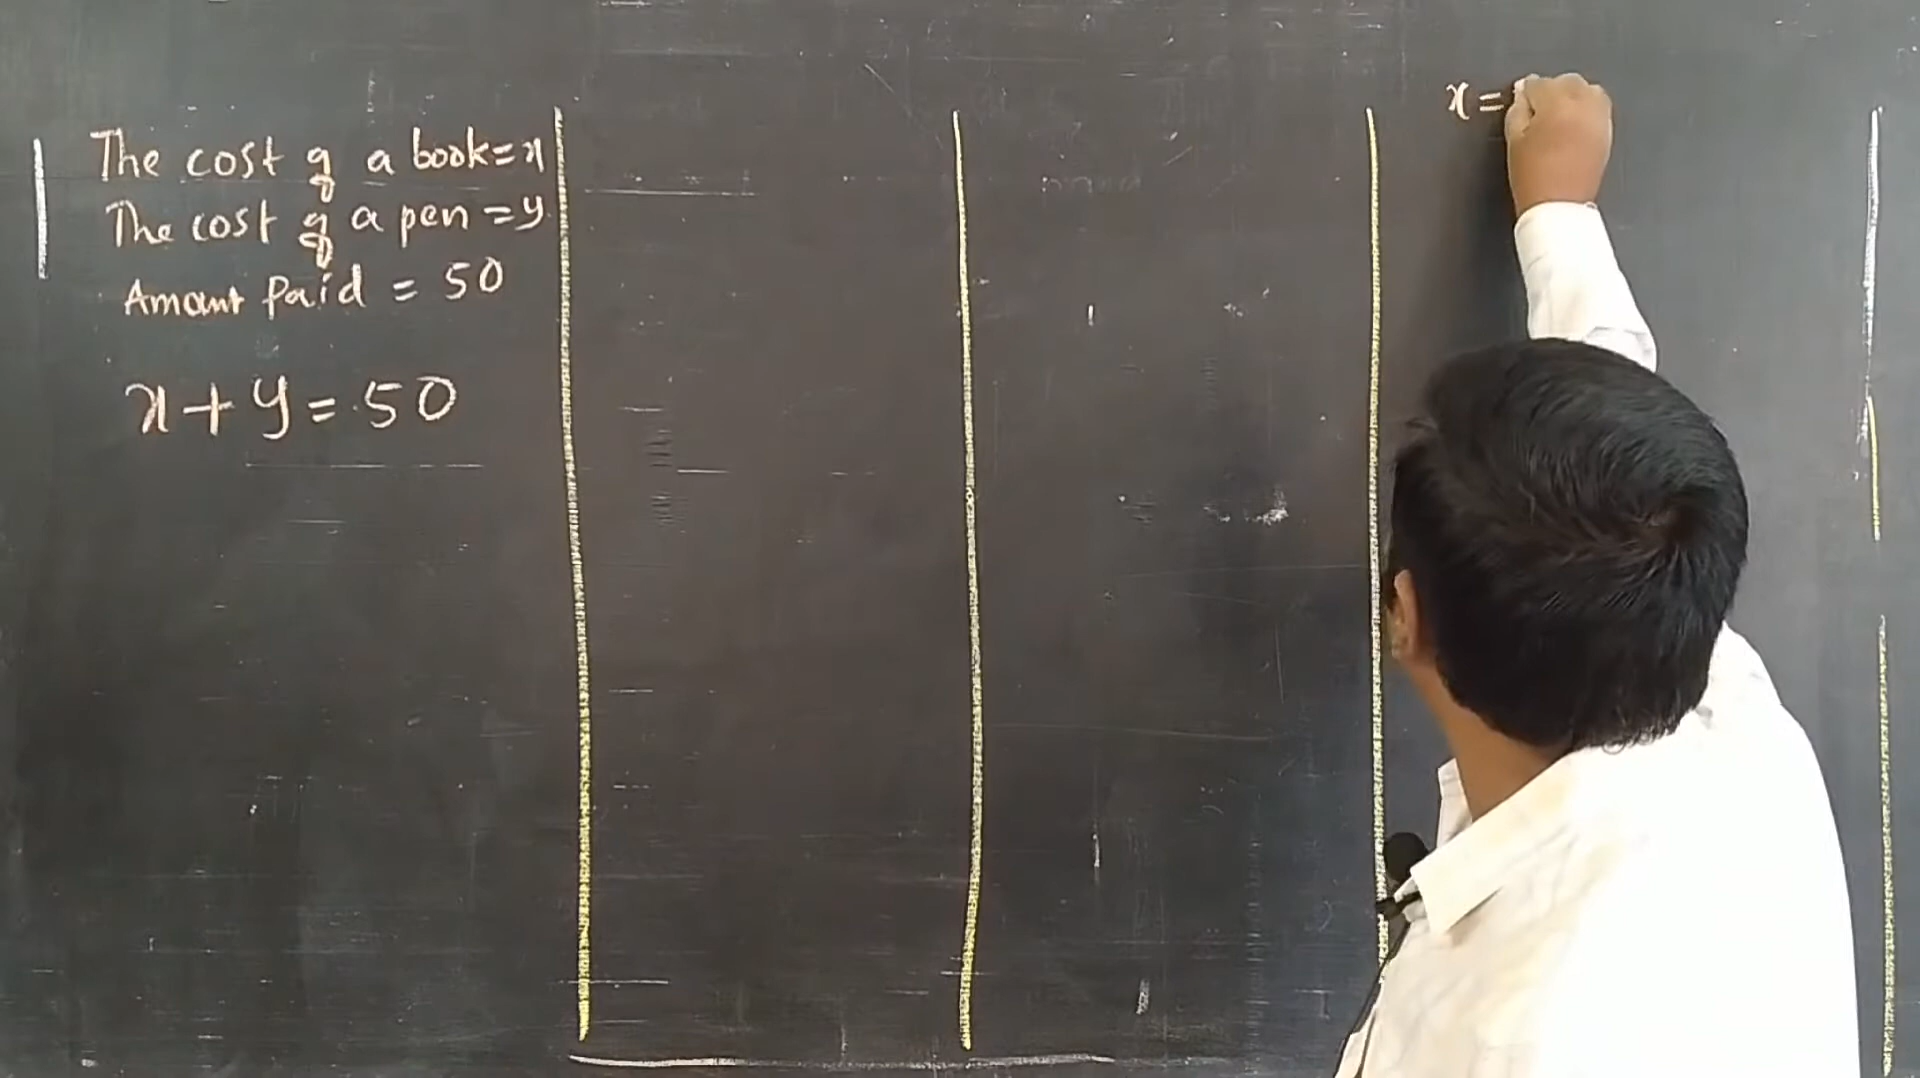 The cost of a book=x
The cost of a pen =y
Amount Paid = 50
x+y=50
x=